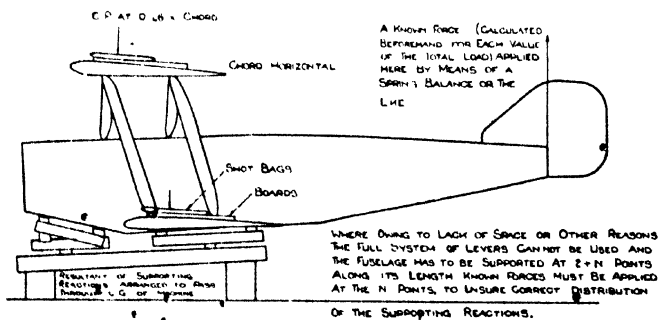 C.P. AT 0.48 × CHORD
CHORD HORIZONTAL
A KNOWN FORCE (CALCULATED
BEFOREHAND FOR EACH VALUE
OF THE TOTAL LOAD) APPLIED
HERE BY MEANS OF A
SPRING BALANCE OR THE
LIKE
SHOT BAGS
BOARDS
RESULTANT OF SUPPORTING
REACTIONS ARRANGED TO PASS
THROUGH C.G. OF MACHINE
WHERE OWING TO LACK OF SPACE OR OTHER REASONS
THE FULL SYSTEM OF LEVERS CANNOT BE USED AND
THE FUSELAGE HAS TO BE SUPPORTED AT 2+N POINTS
ALONG ITS LENGTH KNOWN FORCES MUST BE APPLIED
AT THE N POINTS, TO ENSURE CORRECT DISTRIBUTION
OF THE SUPPORTING REACTIONS.